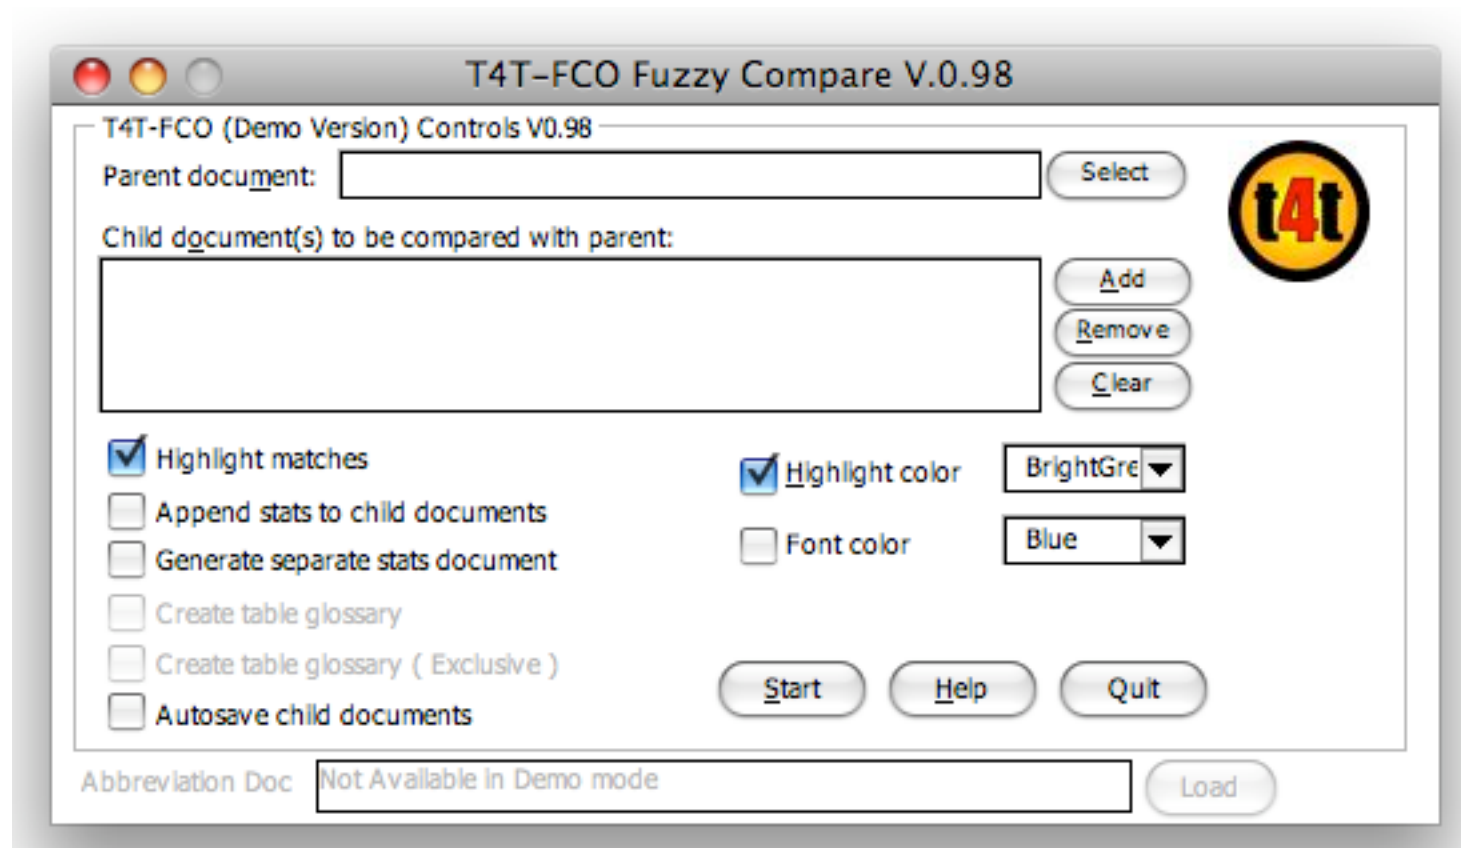 T4T-FCO Fuzzy Compare V.0.98
T4T-FCO (Demo Version) Controls V0.98
Parent document:
Select
t4t
Child document(s) to be compared with parent:
Add
Remove
Clear
Highlight matches
Highlight color
BrightGre
Append stats to child documents
Font color
Blue
Generate separate stats document
Create table glossary
Create table glossary ( Exclusive )
Start
Help
Quit
Autosave child documents
Abbreviation Doc
Not Available in Demo mode
Load